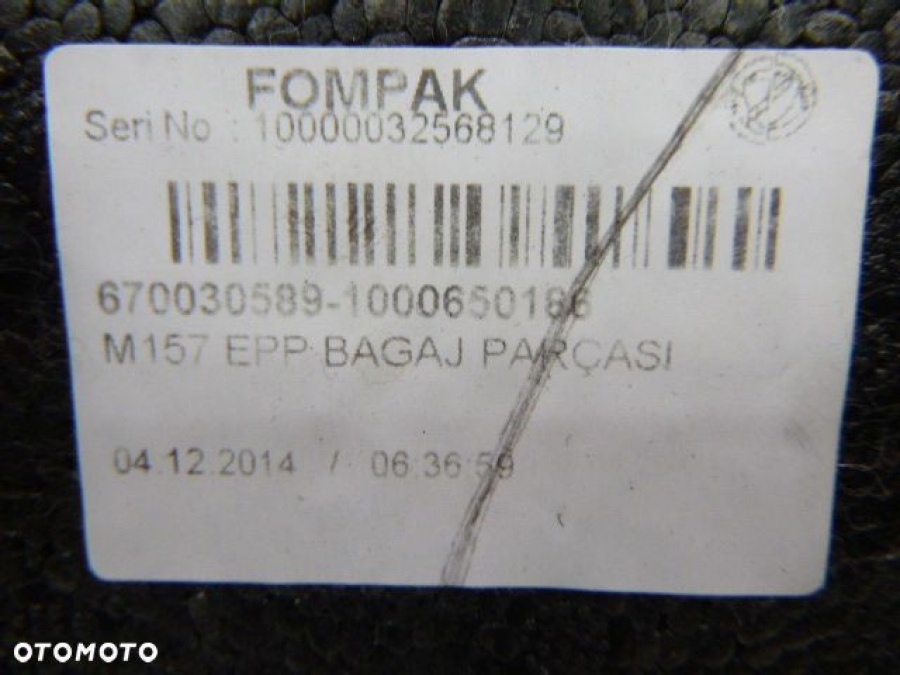 FOMPAK
Seri No : 10000032568129
670030589-1000650186
M157 EPP BAGAJ PARÇASI
04.12.2014 / 06:36:59
OTOMOTO